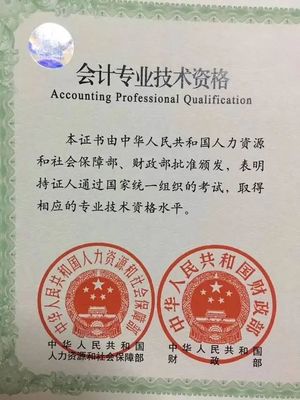 会计专业技术资格
Accounting Professional Qualification
本证书由中华人民共和国人力资源
和社会保障部、财政部批准颁发，表明
持证人通过国家统一组织的考试，取得
相应的专业技术资格水平。
中华人民共和国人力资源和社会保障部
中华人民共和国财政部
中华人民共和国
人力资源和社会保障部
中华人民共和国
财政部